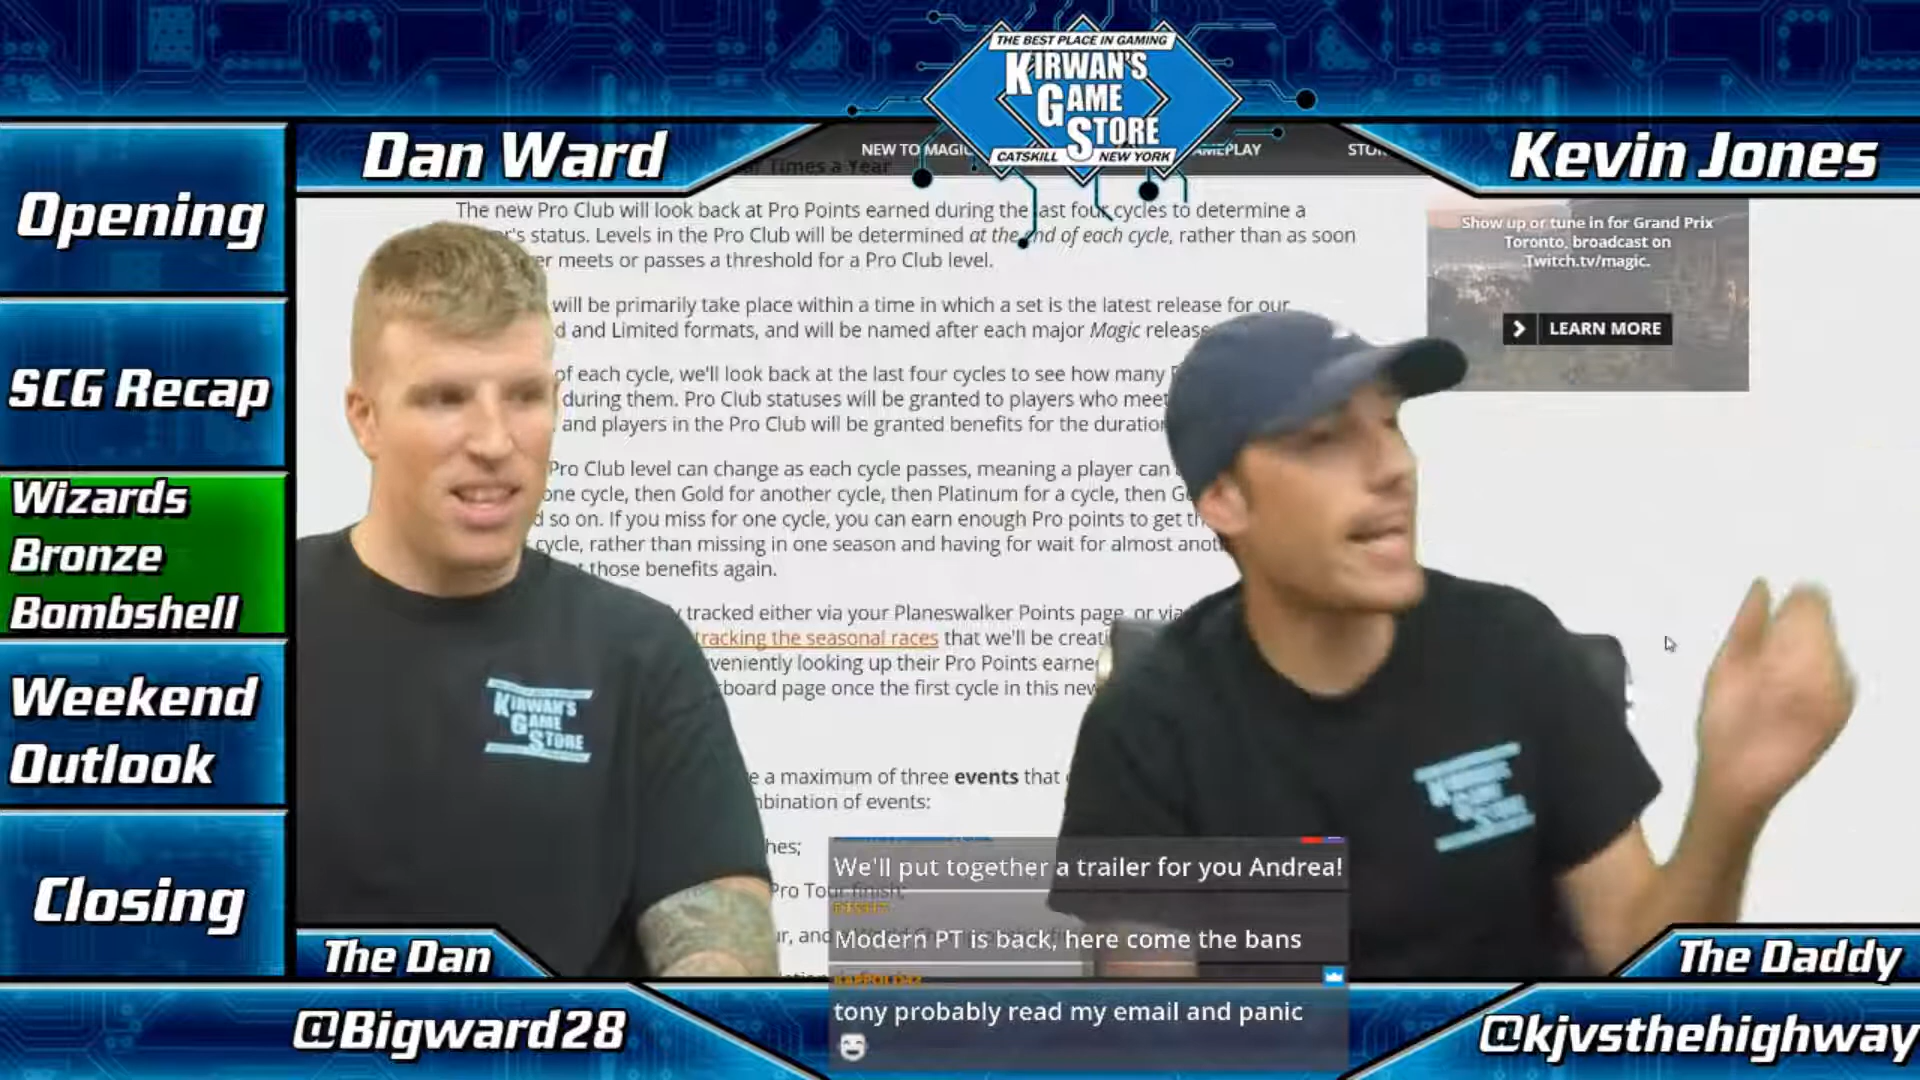 THE BEST PLACE IN GAMING
KIRWAN'S
GAME
STORE
CATSKILL NEW YORK
Dan Ward
Kevin Jones
NEW TO MAGIC
Times a Year
Opening
SCG Recap
Wizards
Bronze
Bombshell
Weekend
Outlook
Closing
The new Pro Club will look back at Pro Points earned during the last four cycles to determine a
status. Levels in the Pro Club will be determined at the end of each cycle, rather than as soon
meets or passes a threshold for a Pro Club level.
will be primarily take place within a time in which a set is the latest release for our
and Limited formats, and will be named after each major Magic release
of each cycle, we'll look back at the last four cycles to see how many
during them. Pro Club statuses will be granted to players who meet
and players in the Pro Club will be granted benefits for the duration
Pro Club level can change as each cycle passes, meaning a player can
one cycle, then Gold for another cycle, then Platinum for a cycle, then
so on. If you miss for one cycle, you can earn enough Pro points to get
cycle, rather than missing in one season and having for wait for almost
those benefits again.
tracked either via your Planeswalker Points page, or via
tracking the seasonal races that we'll be
looking up their Pro Points
page once the first cycle in this new
a maximum of three events that
of events:
Pro Tour finish;
Show up or tune in for Grand Prix
Toronto, broadcast on
Twitch.tv/magic.
LEARN MORE
KIRWAN'S
GAME
STORE
We'll put together a trailer for you Andrea!
Modern PT is back, here come the bans
tony probably read my email and panic
The Dan
The Daddy
@Bigward28
@kjvsthehighway